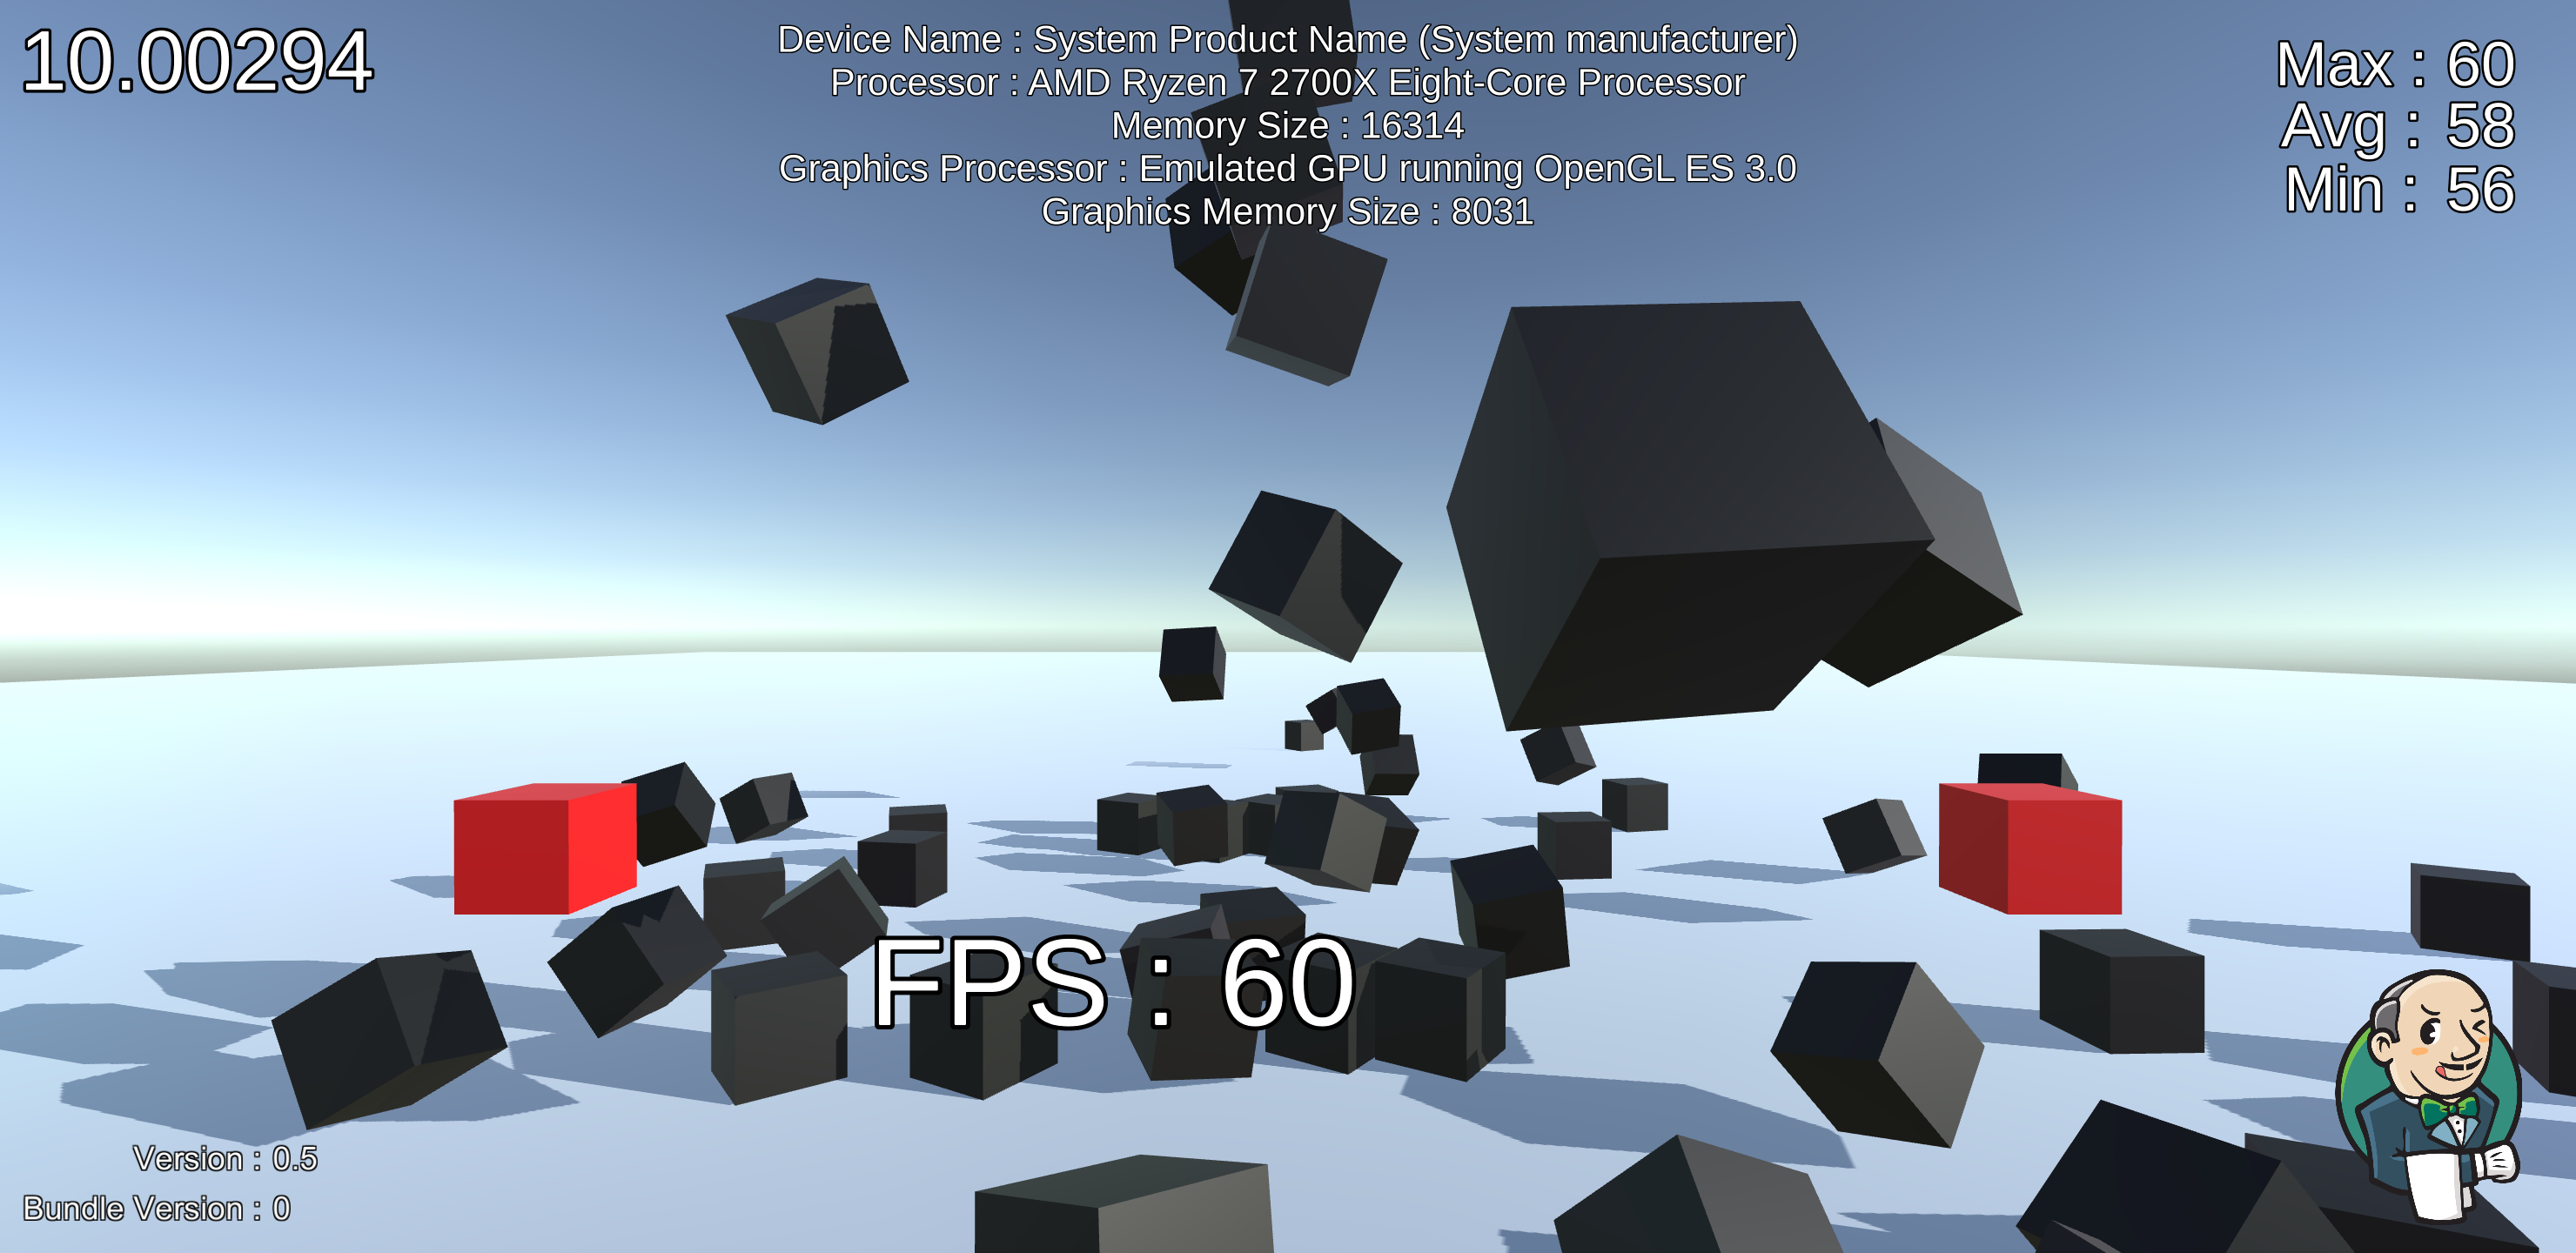 10.00294
Device Name : System Product Name (System manufacturer)
Processor : AMD Ryzen 7 2700X Eight-Core Processor
Memory Size : 16314
Graphics Processor : Emulated GPU running OpenGL ES 3.0
Graphics Memory Size : 8031
Max : 60
Avg : 58
Min : 56
FPS : 60
Version : 0.5
Bundle Version : 0